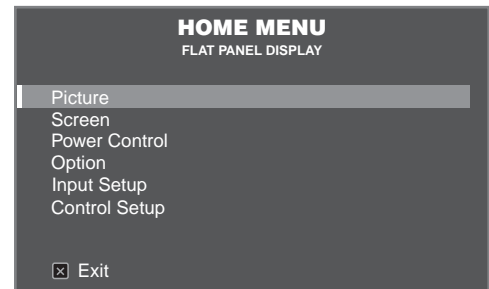 HOME MENU
FLAT PANEL DISPLAY
Picture
Screen
Power Control
Option
Input Setup
Control Setup
Exit